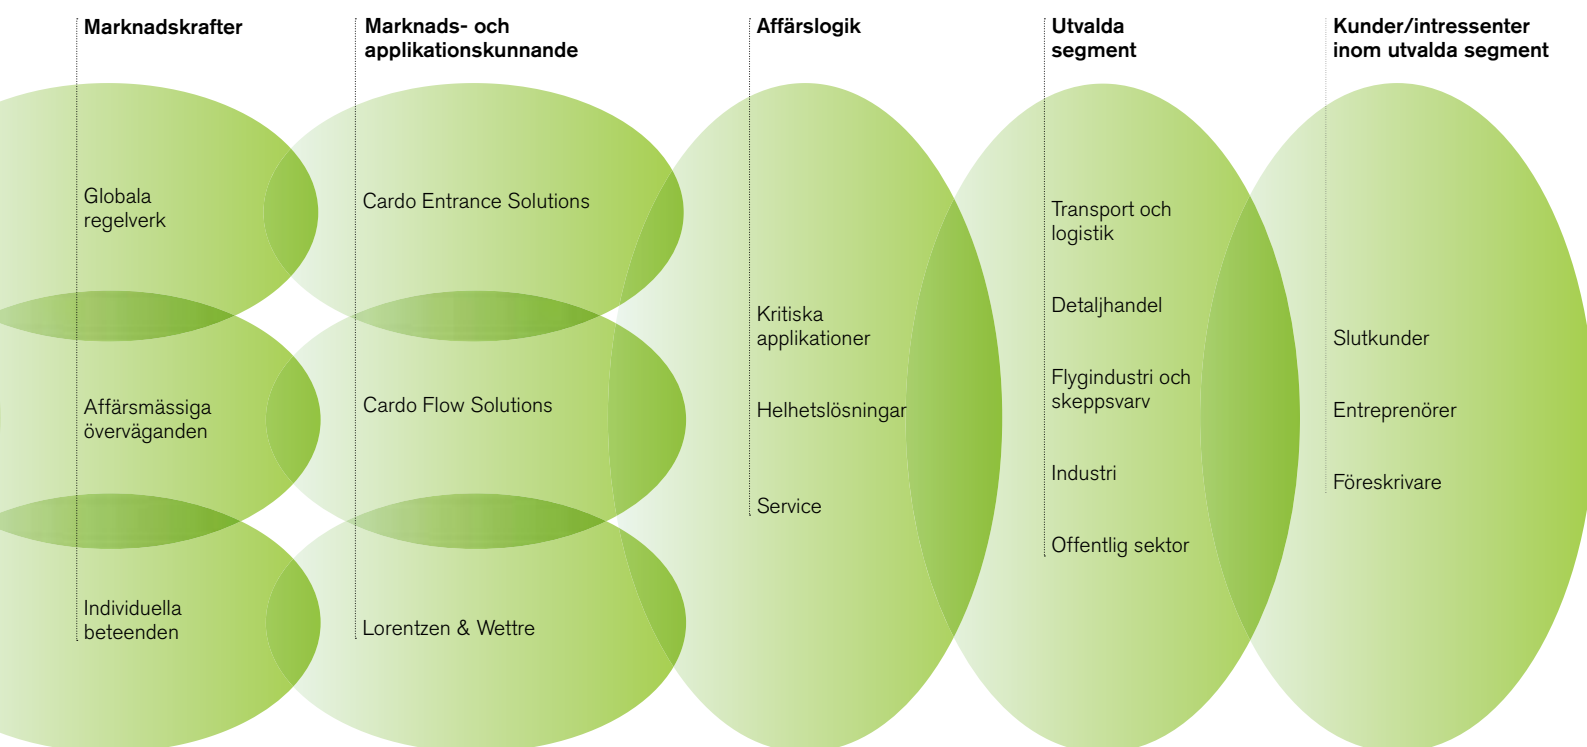 Marknadskrafter
Globala
regelverk
Affärsmässiga
överväganden
Individuella
beteenden
Marknads- och
applikationskunnande
Cardo Entrance Solutions
Cardo Flow Solutions
Lorentzen & Wettre
Affärslogik
Kritiska
applikationer
Helhetslösningar
Service
Utvalda
segment
Transport och
logistik
Detaljhandel
Flygindustri och
skeppsvarv
Industri
Offentlig sektor
Kunder/intressenter
inom utvalda segment
Slutkunder
Entreprenörer
Föreskrivare